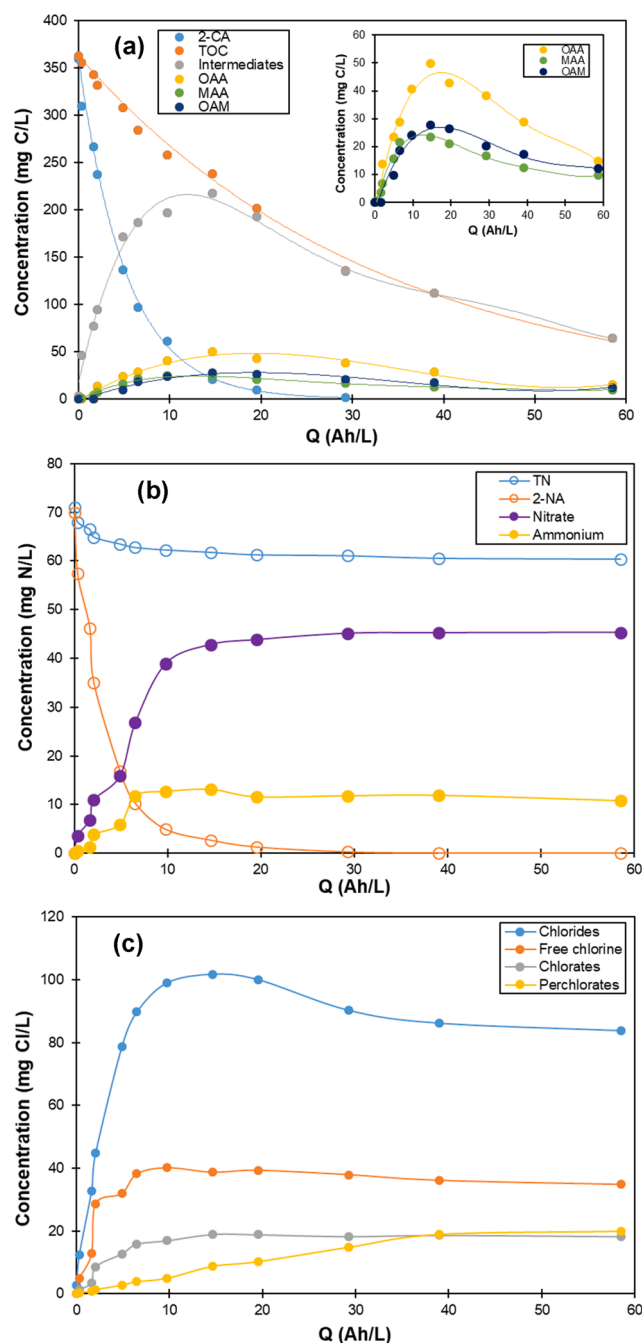 (a)
2-CA
TOC
Intermediates
OAA
MAA
OAM
400
350
300
250
200
150
100
50
0
Concentration (mg C/L)
0 10 20 30 40 50 60
Q (Ah/L)
OAA
MAA
OAM
60
50
40
30
20
10
0
Concentration (mg C/L)
0 10 20 30 40 50 60
Q (Ah/L)
(b)
TN
2-NA
Nitrate
Ammonium
80
70
60
50
40
30
20
10
0
Concentration (mg N/L)
0 10 20 30 40 50 60
Q (Ah/L)
(c)
Chlorides
Free chlorine
Chlorates
Perchlorates
120
100
80
60
40
20
0
Concentration (mg Cl/L)
0 10 20 30 40 50 60
Q (Ah/L)